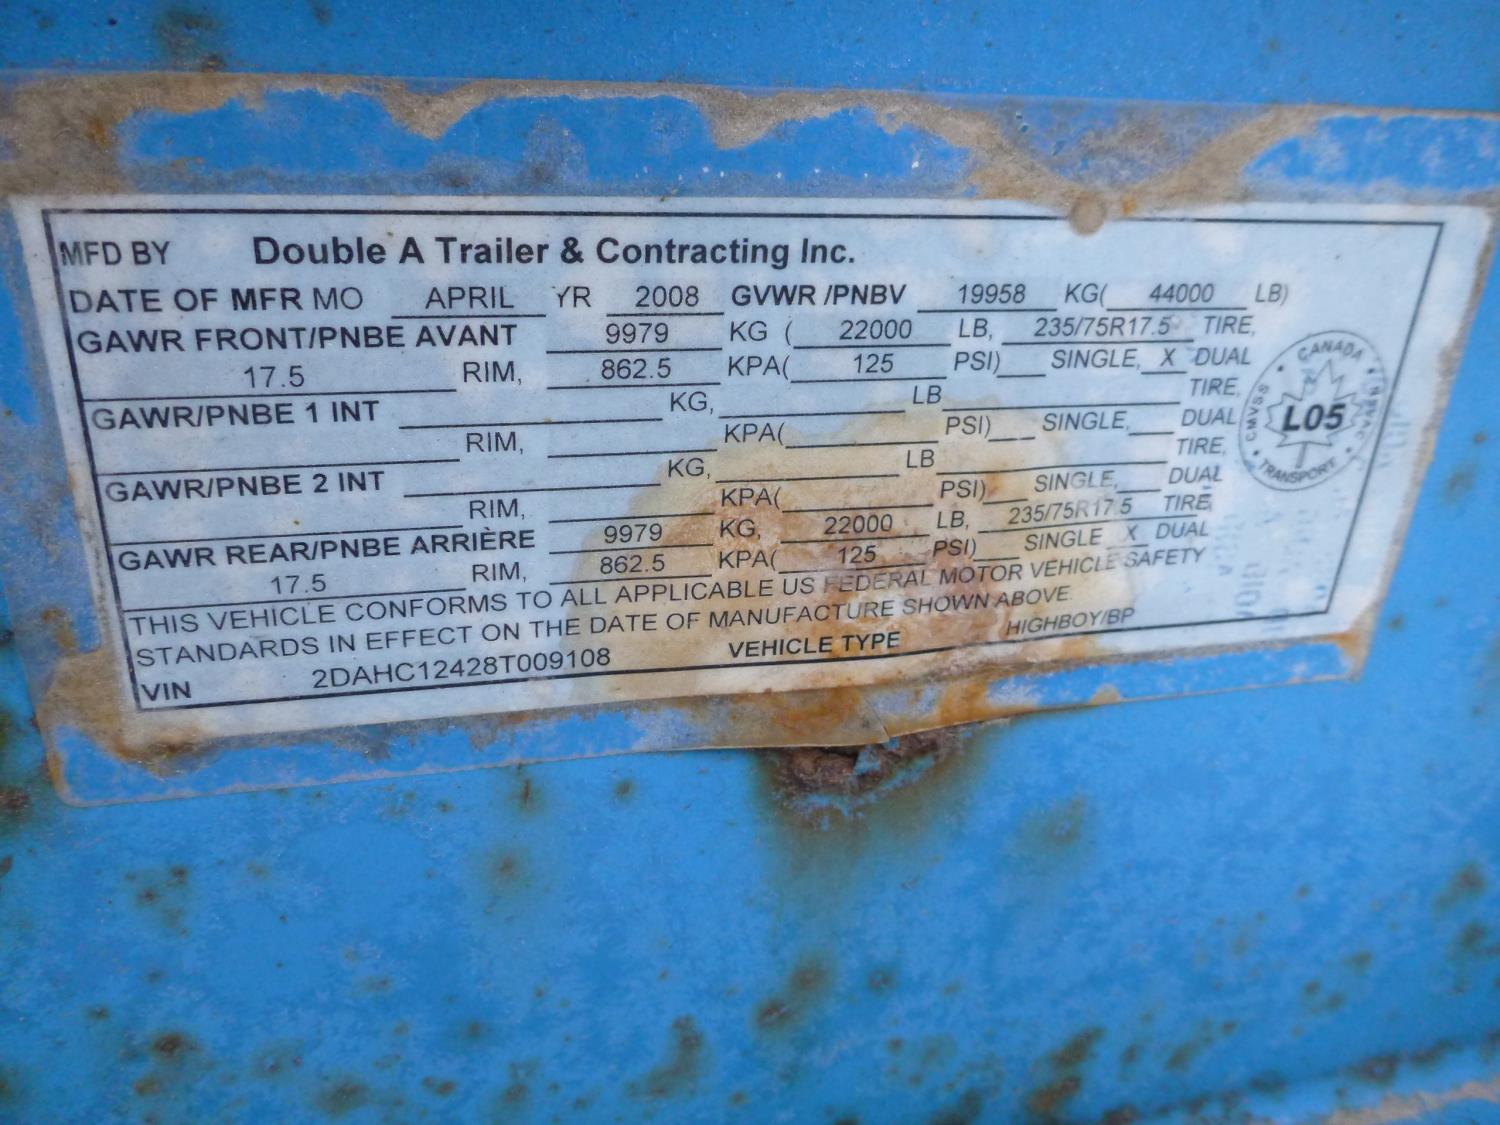 MFD BY Double A Trailer & Contracting Inc.
DATE OF MFR MO APRIL YR 2008 GVWR /PNBV 19958 KG( 44000 LB)
GAWR FRONT/PNBE AVANT 9979 KG ( 22000 LB, 235/75R17.5 TIRE,
17.5 RIM, 862.5 KPA( 125 PSI) SINGLE, X DUAL
GAWR/PNBE 1 INT KG, LB TIRE,
RIM, KPA( PSI) SINGLE, DUAL
GAWR/PNBE 2 INT KG, LB TIRE,
RIM, KPA( PSI) SINGLE, DUAL
GAWR REAR/PNBE ARRIÈRE 9979 KG, 22000 LB, 235/75R17.5 TIRE,
17.5 RIM, 862.5 KPA( 125 PSI) SINGLE X DUAL
THIS VEHICLE CONFORMS TO ALL APPLICABLE US FEDERAL MOTOR VEHICLE SAFETY
STANDARDS IN EFFECT ON THE DATE OF MANUFACTURE SHOWN ABOVE.
VIN 2DAHC12428T009108 VEHICLE TYPE HIGHBOY/BP
CANADA
CMVSS
L05
TRANSPORT